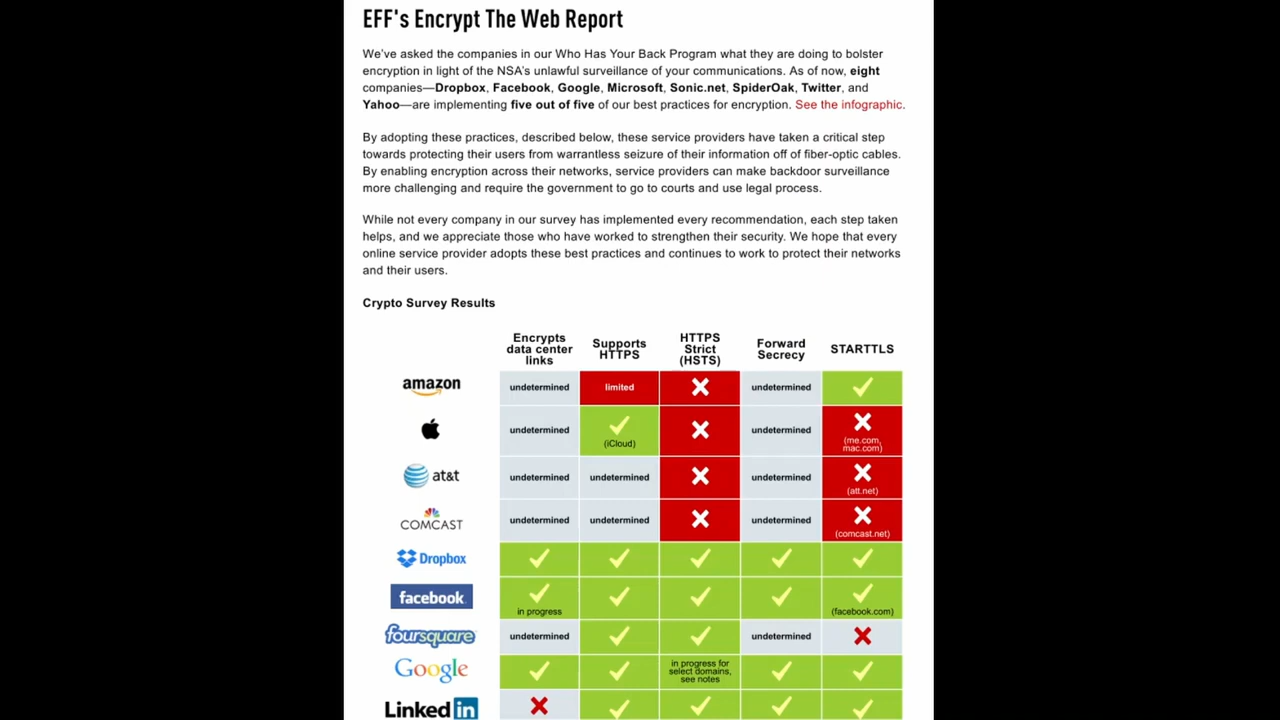 EFF's Encrypt The Web Report
We've asked the companies in our Who Has Your Back Program what they are doing to bolster
encryption in light of the NSA's unlawful surveillance of your communications. As of now, eight
companies—Dropbox, Facebook, Google, Microsoft, Sonic.net, SpiderOak, Twitter, and
Yahoo—are implementing five out of five of our best practices for encryption. See the infographic.
By adopting these practices, described below, these service providers have taken a critical step
towards protecting their users from warrantless seizure of their information off of fiber-optic cables.
By enabling encryption across their networks, service providers can make backdoor surveillance
more challenging and require the government to go to courts and use legal process.
While not every company in our survey has implemented every recommendation, each step taken
helps, and we appreciate those who have worked to strengthen their security. We hope that every
online service provider adopts these best practices and continues to work to protect their networks
and their users.
Crypto Survey Results
Encrypts
data center
links
Supports
HTTPS
HTTPS
Strict
(HSTS)
Forward
Secrecy
STARTTLS
amazon undetermined limited undetermined
undetermined (iCloud) undetermined (me.com,
mac.com)
at&t undetermined undetermined undetermined (att.net)
COMCAST undetermined undetermined undetermined (comcast.net)
Dropbox
facebook in progress (facebook.com)
foursquare undetermined undetermined
Google in progress for
select domains,
see notes
Linked in